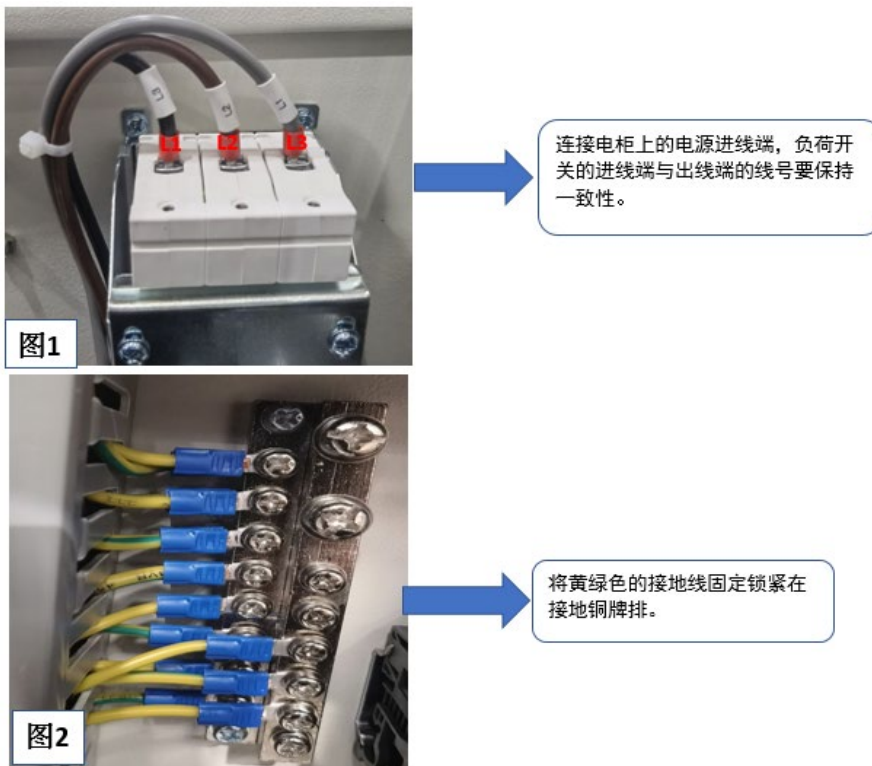 L3
L2
L1
L1
L2
L3
连接电柜上的电源进线端，负荷开
关的进线端与出线端的线号要保持
一致性。
图1
将黄绿色的接地线固定锁紧在
接地铜牌排。
图2